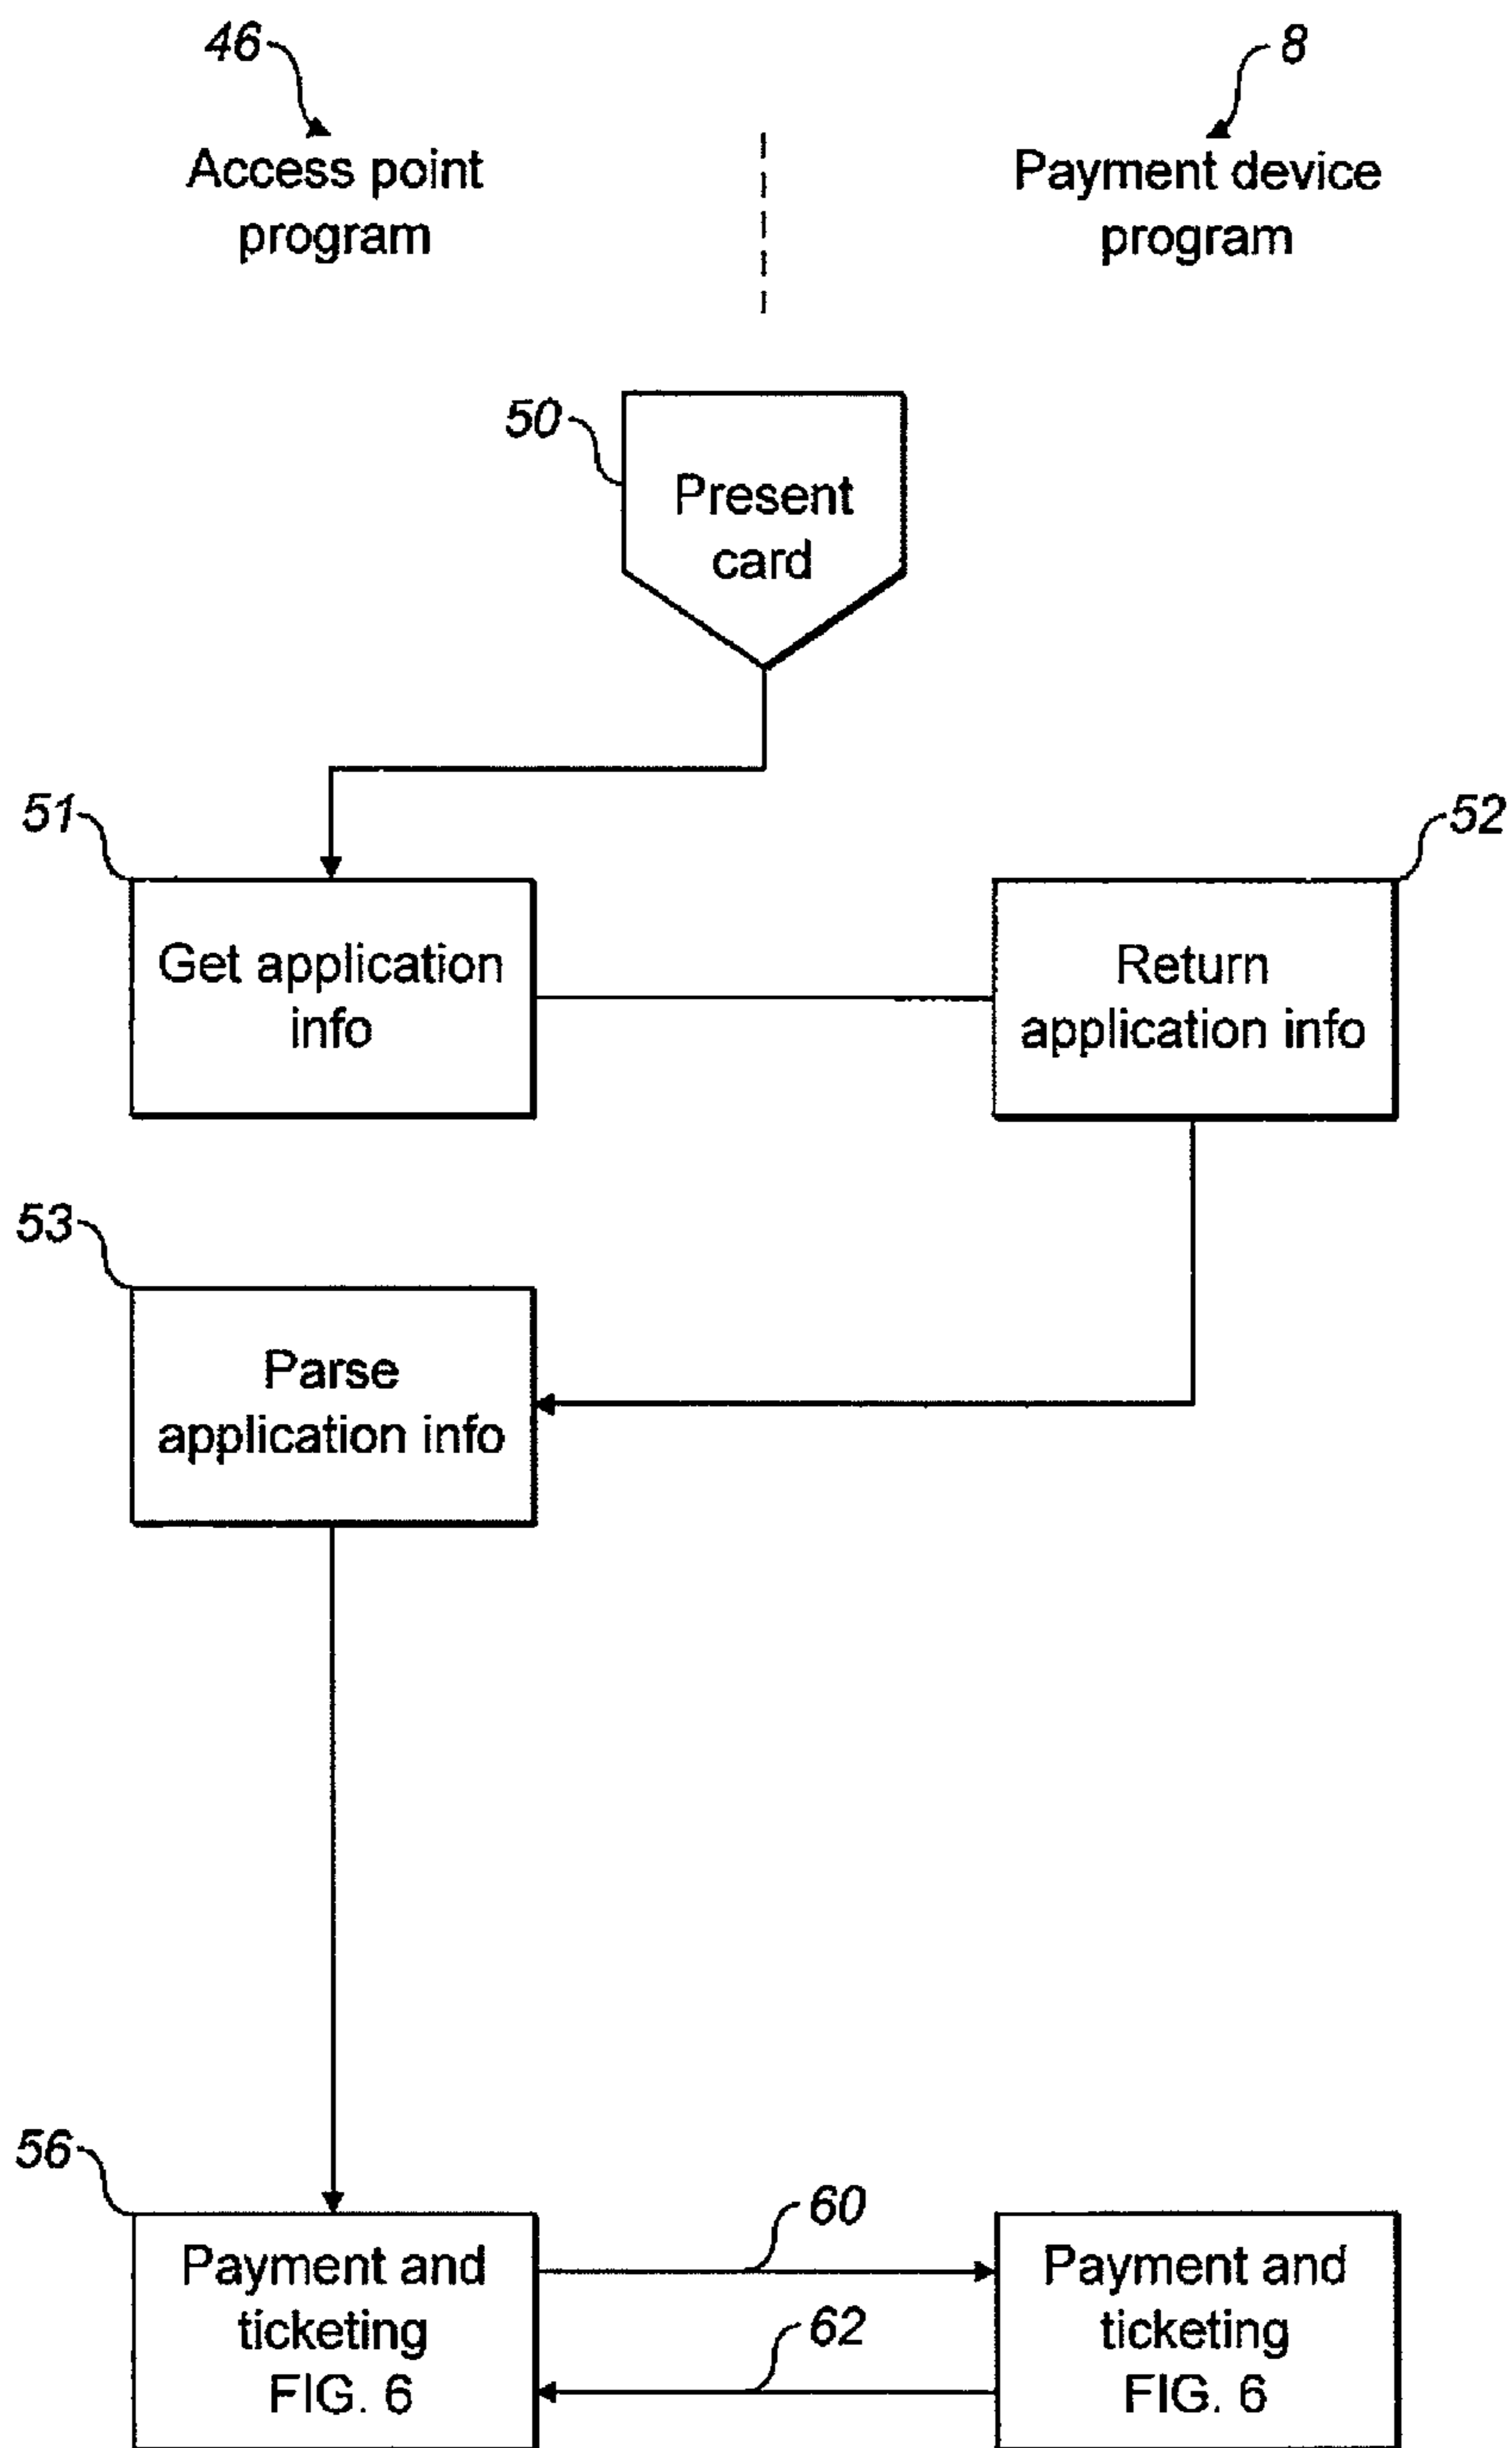 46
8
Access point
program
Payment device
program
50
Present
card
51
52
Get application
info
Return
application info
53
Parse
application info
56
60
Payment and
ticketing
FIG. 6
62
Payment and
ticketing
FIG. 6